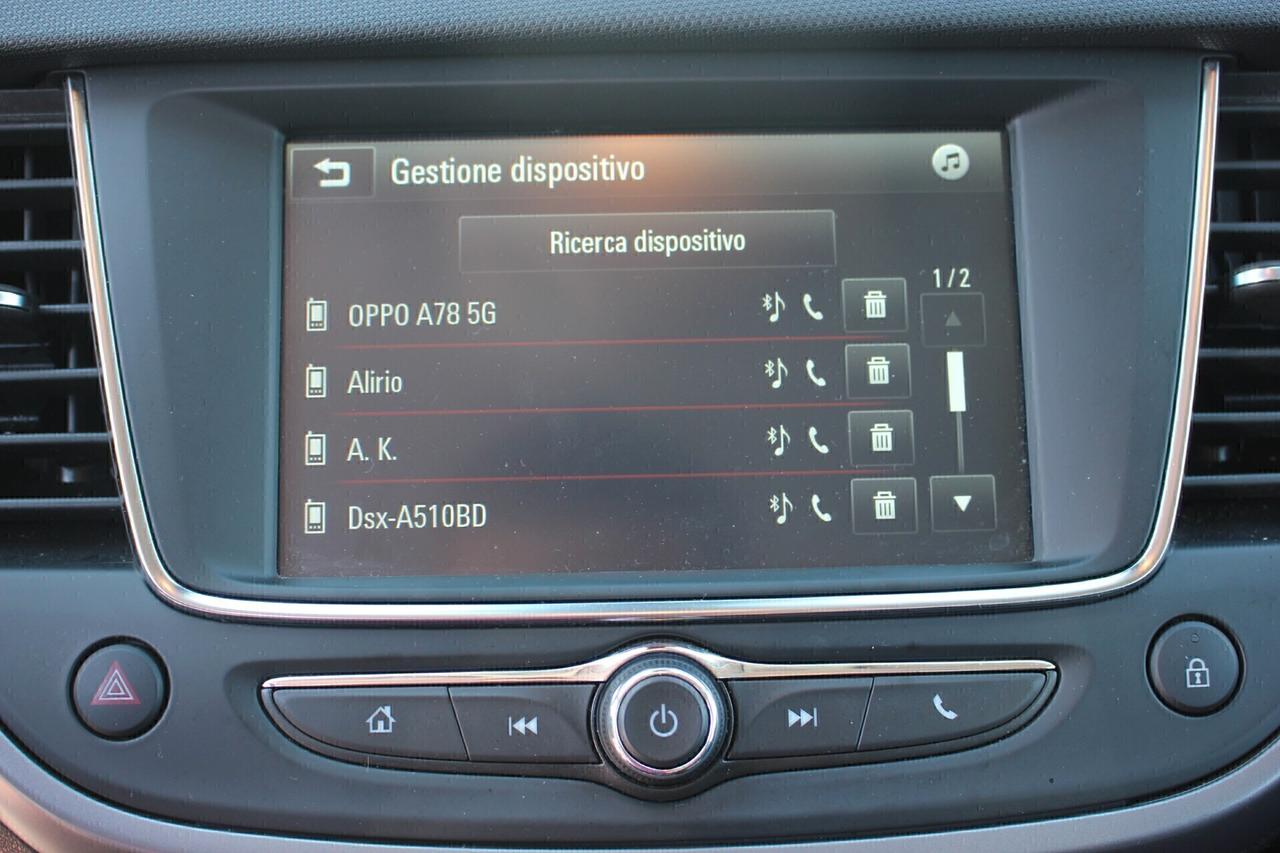 Gestione dispositivo
Ricerca dispositivo
1/2
OPPO A78 5G
Alirio
A. K.
Dsx-A510BD